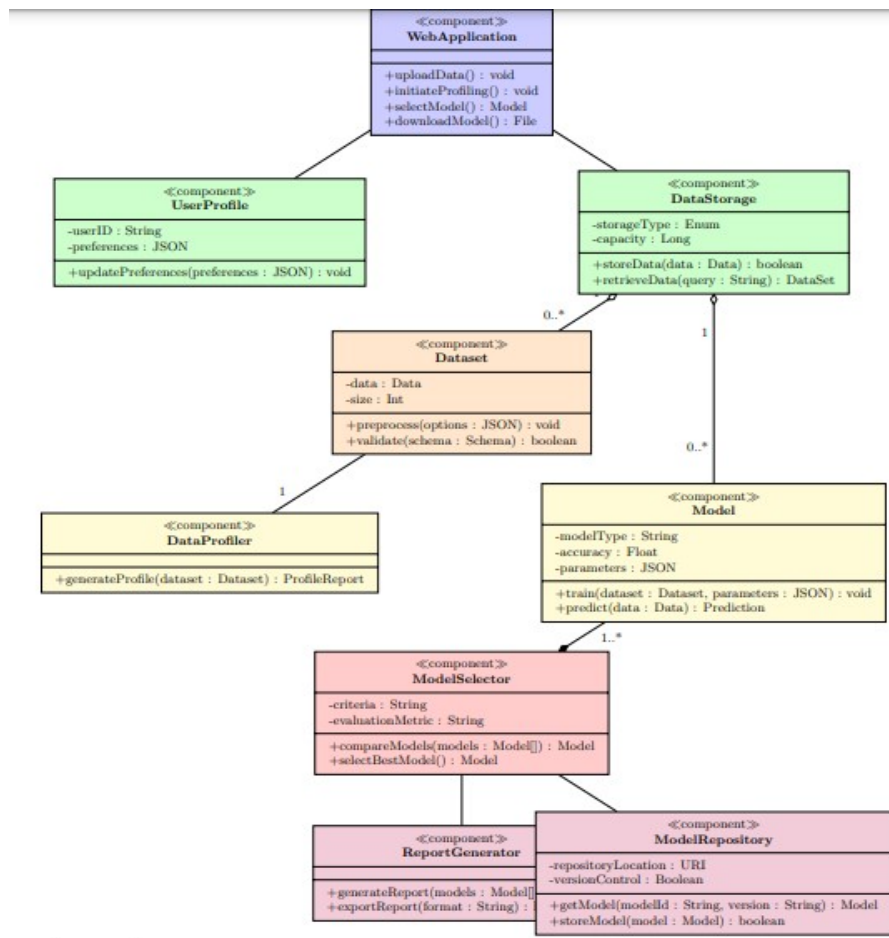 ≪component≫
WebApplication
+uploadData() : void
+initiateProfiling() : void
+selectModel() : Model
+downloadModel() : File
≪component≫
UserProfile
-userID : String
-preferences : JSON
+updatePreferences(preferences : JSON) : void
≪component≫
DataStorage
-storageType : Enum
-capacity : Long
+storeData(data : Data) : boolean
+retrieveData(query : String) : DataSet
0..*
1
≪component≫
Dataset
-data : Data
-size : Int
+preprocess(options : JSON) : void
+validate(schema : Schema) : boolean
0..*
1
≪component≫
DataProfiler
+generateProfile(dataset : Dataset) : ProfileReport
≪component≫
Model
-modelType : String
-accuracy : Float
-parameters : JSON
+train(dataset : Dataset, parameters : JSON) : void
+predict(data : Data) : Prediction
1..*
≪component≫
ModelSelector
-criteria : String
-evaluationMetric : String
+compareModels(models : Model[]) : Model
+selectBestModel() : Model
≪component≫
ReportGenerator
+generateReport(models : Model[]
+exportReport(format : String) :
≪component≫
ModelRepository
-repositoryLocation : URI
-versionControl : Boolean
+getModel(modelId : String, version : String) : Model
+storeModel(model : Model) : boolean